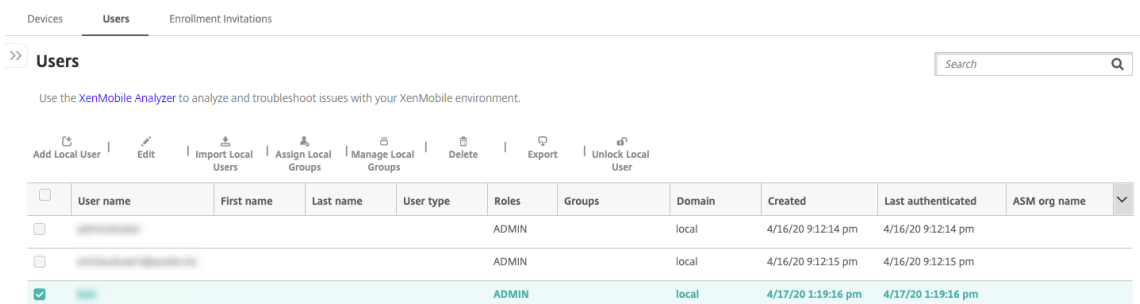 Devices Users Enrollment Invitations
Users
Search
Use the XenMobile Analyzer to analyze and troubleshoot issues with your XenMobile environment.
Add Local User Edit Import Local Users Assign Local Groups Manage Local Groups Delete Export Unlock Local User
User name First name Last name User type Roles Groups Domain Created Last authenticated ASM org name
ADMIN local 4/16/20 9:12:14 pm 4/16/20 9:12:14 pm
ADMIN local 4/16/20 9:12:15 pm 4/16/20 9:12:15 pm
ADMIN local 4/17/20 1:19:16 pm 4/17/20 1:19:16 pm